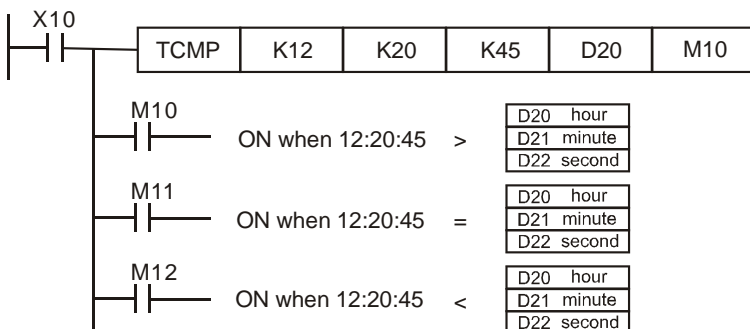 X10
TCMP K12 K20 K45 D20 M10
M10
ON when 12:20:45 >
D20 hour
D21 minute
D22 second
M11
ON when 12:20:45 =
D20 hour
D21 minute
D22 second
M12
ON when 12:20:45 <
D20 hour
D21 minute
D22 second